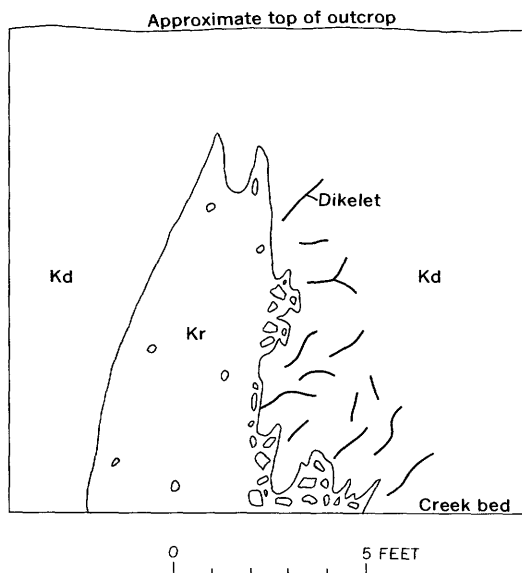 Approximate top of outcrop
Dikelet
Kd
Kd
Kr
Creek bed
0
5 FEET